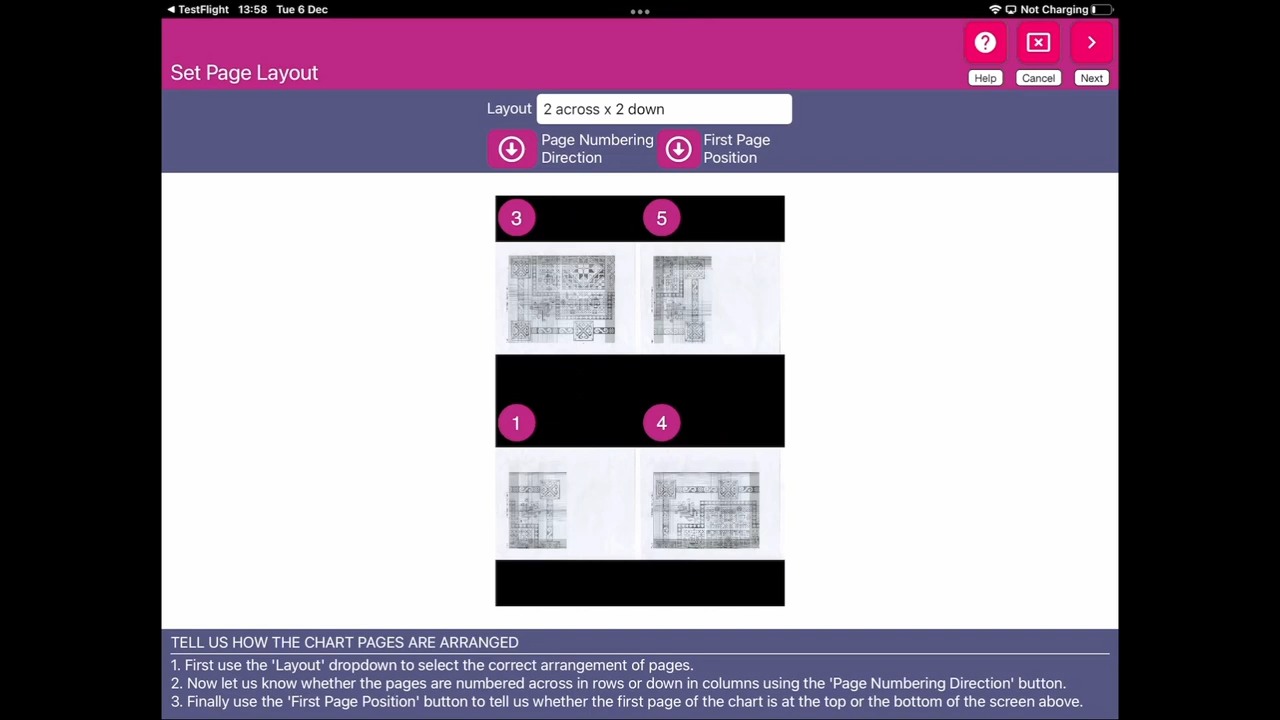 TestFlight 13:58 Tue 6 Dec
Not Charging
Set Page Layout
Help Cancel Next
Layout 2 across x 2 down
Page Numbering
Direction
First Page
Position
3 5
1 4
TELL US HOW THE CHART PAGES ARE ARRANGED
1. First use the 'Layout' dropdown to select the correct arrangement of pages.
2. Now let us know whether the pages are numbered across in rows or down in columns using the 'Page Numbering Direction' button.
3. Finally use the 'First Page Position' button to tell us whether the first page of the chart is at the top or the bottom of the screen above.